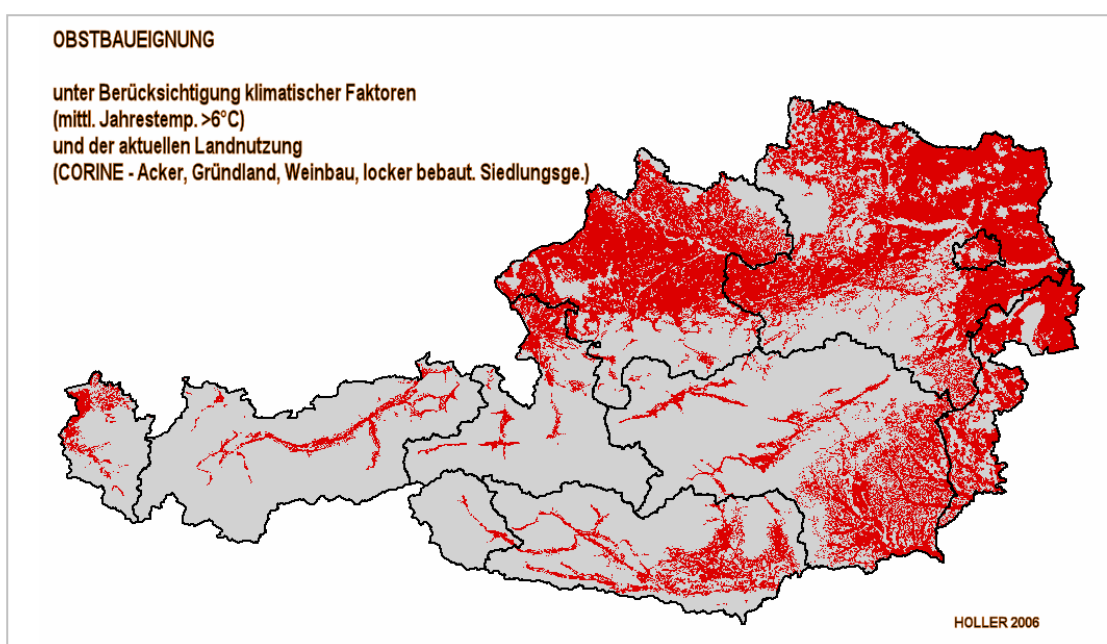 OBSTBAUEIGNUNG
unter Berücksichtigung klimatischer Faktoren
(mittl. Jahrestemp. >6°C)
und der aktuellen Landnutzung
(CORINE - Acker, Gründland, Weinbau, locker bebaut. Siedlungsge.)
HOLLER 2006